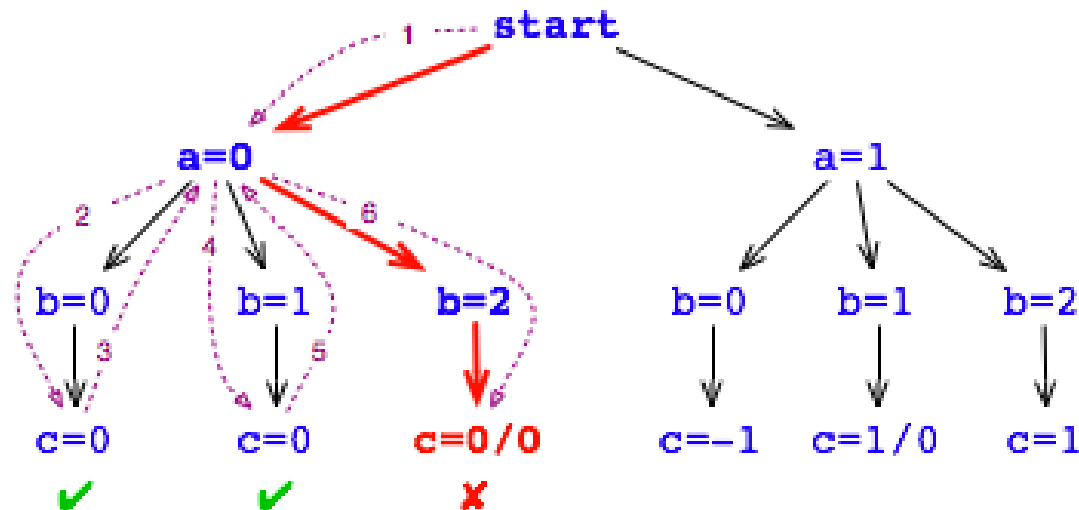 1 start
a=0 a=1
2 6
4
b=0 b=1 b=2 b=0 b=1 b=2
3 5
c=0 c=0 c=0/0 c=-1 c=1/0 c=1
✔ ✔ ✘